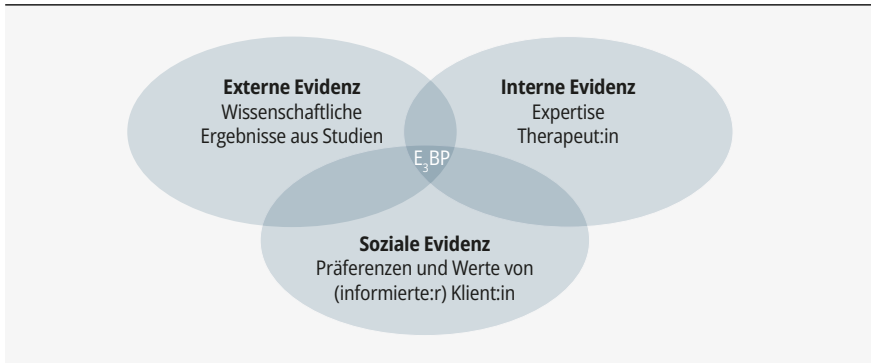 Externe Evidenz
Wissenschaftliche
Ergebnisse aus Studien
Interne Evidenz
Expertise
Therapeut:in
E₃BP
Soziale Evidenz
Präferenzen und Werte von
(informierte:r) Klient:in